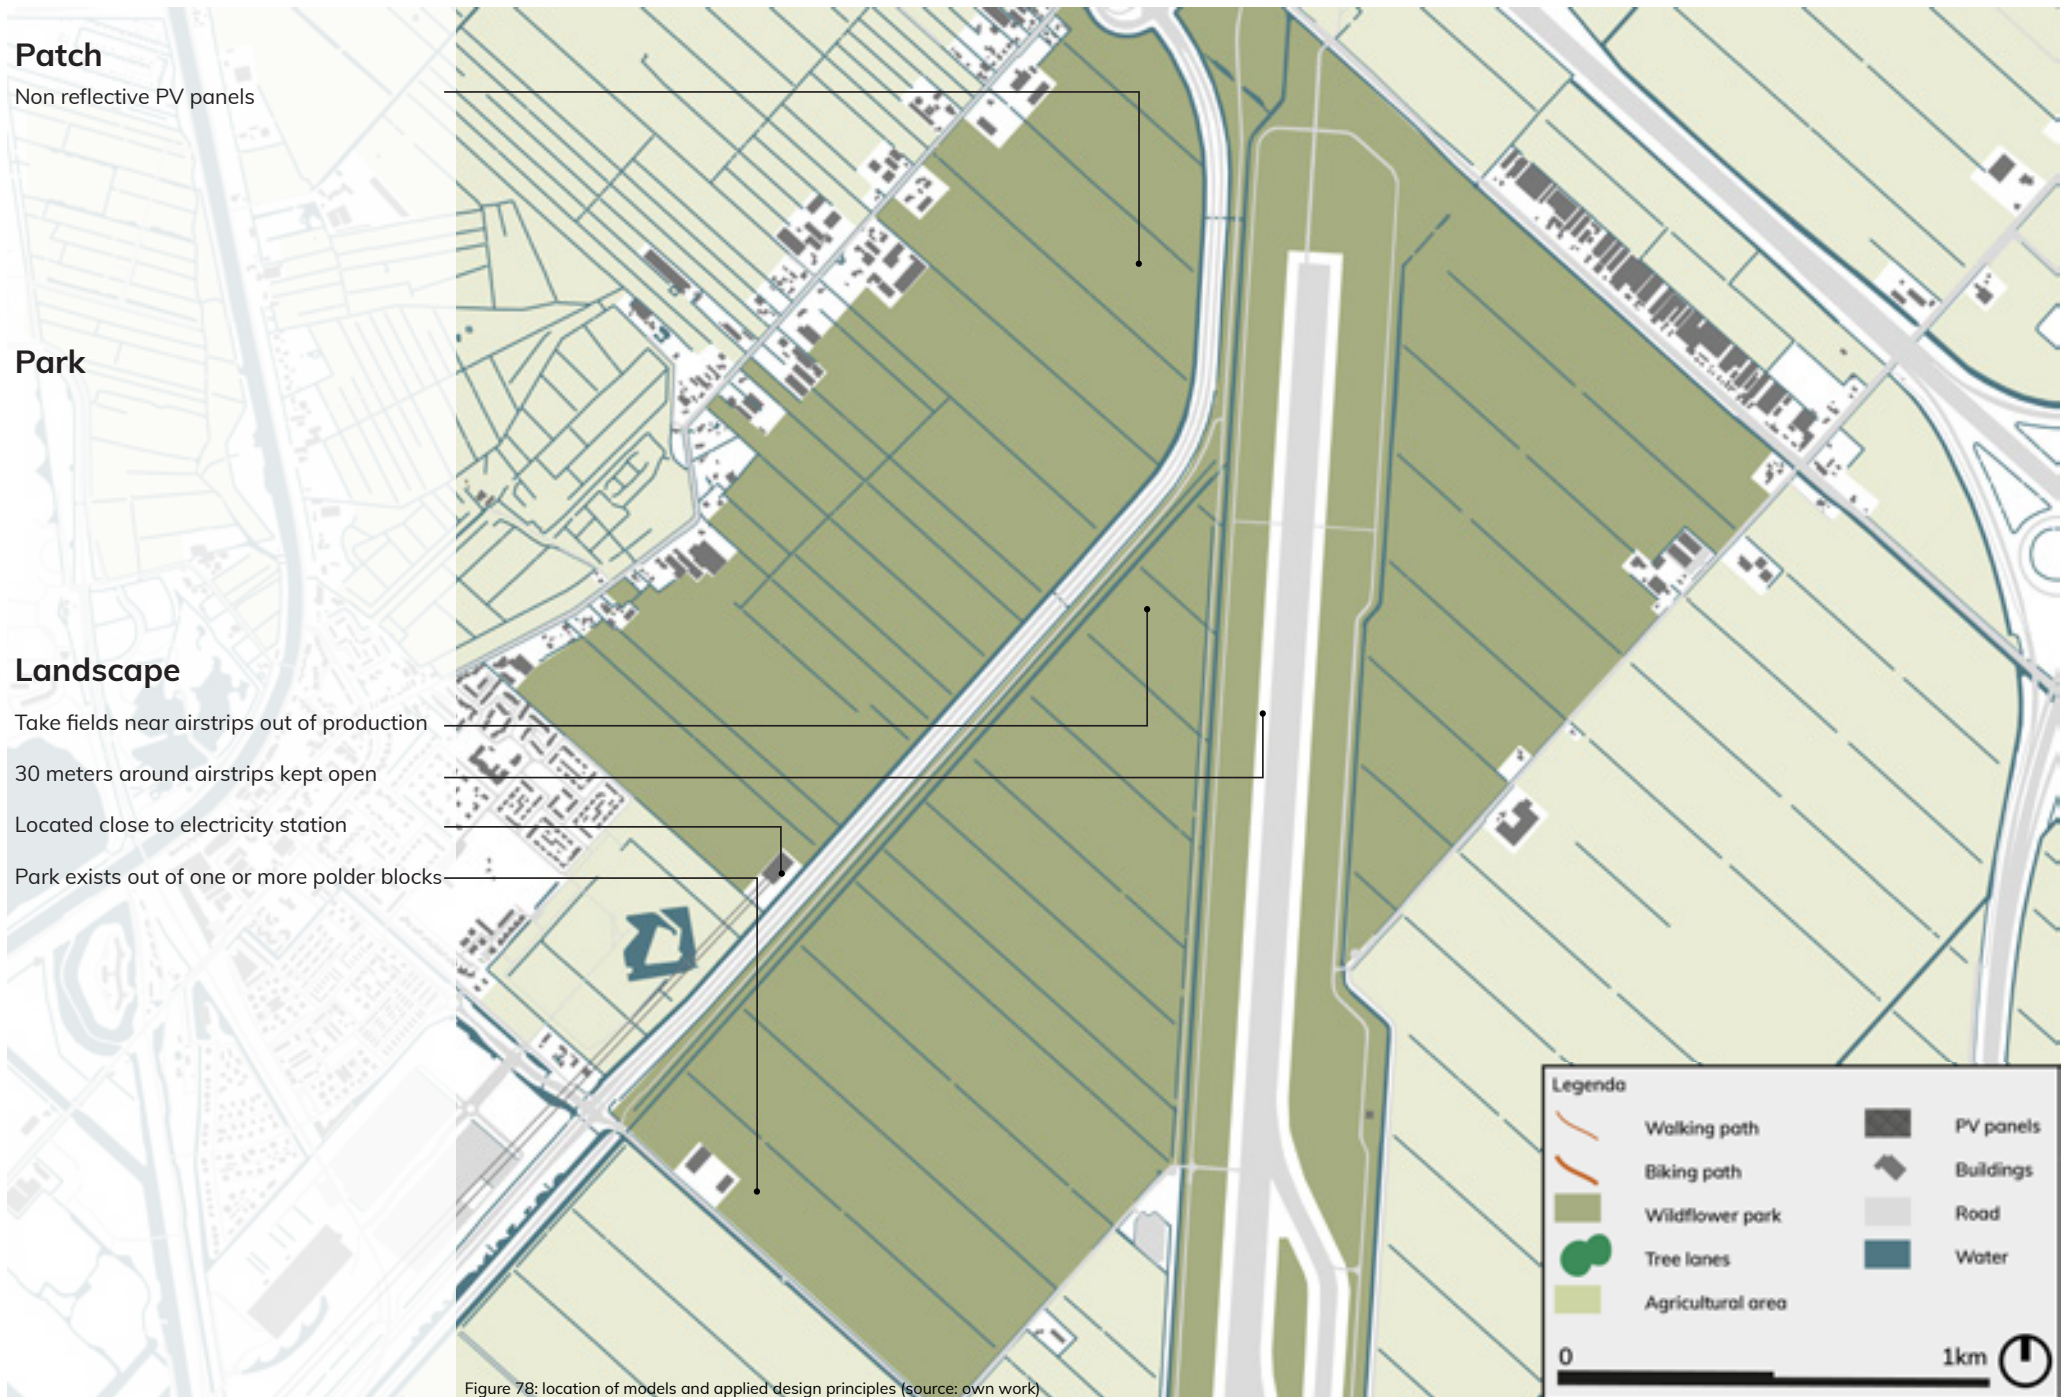 Patch
Non reflective PV panels
Park
Landscape
Take fields near airstrips out of production
30 meters around airstrips kept open
Located close to electricity station
Park exists out of one or more polder blocks
Legenda
Walking path
Biking path
Wildflower park
Tree lanes
Agricultural area
PV panels
Buildings
Road
Water
0 1km
Figure 78: location of models and applied design principles (source: own work)